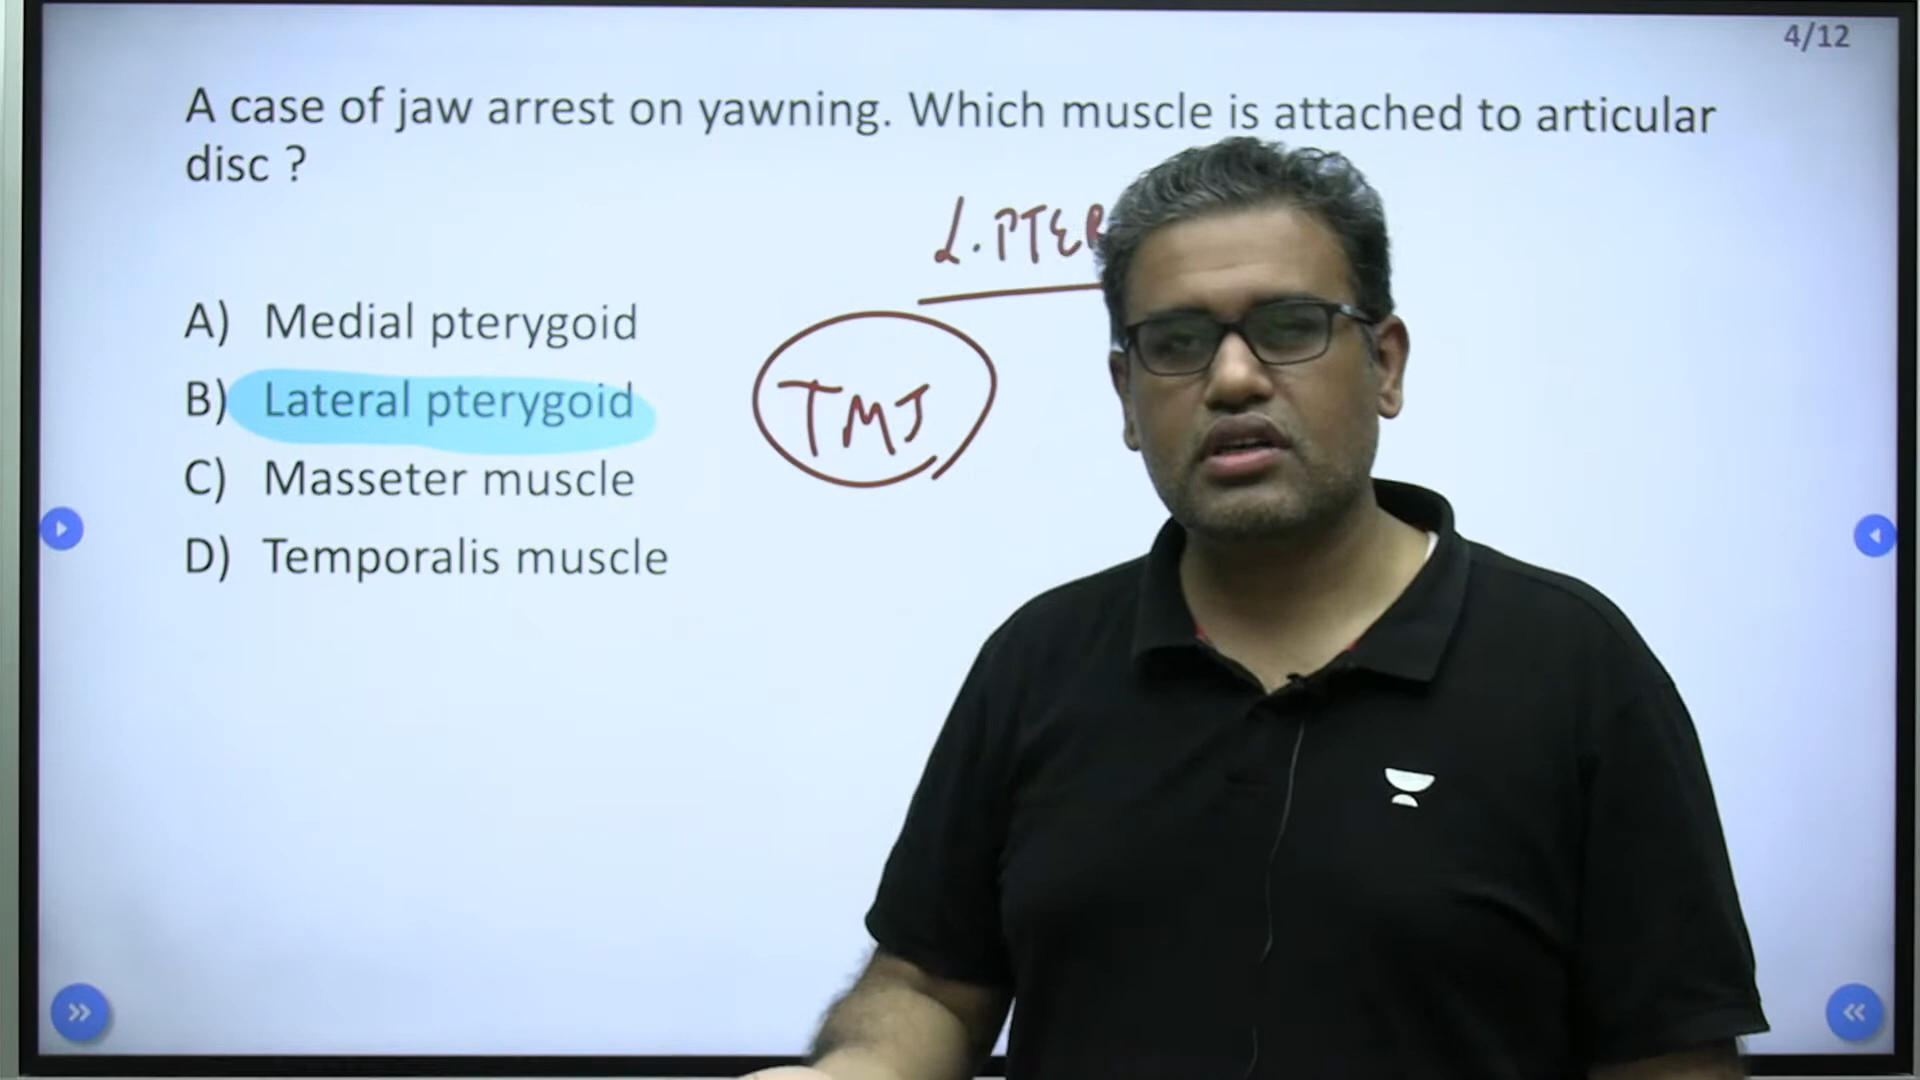 4/12
A case of jaw arrest on yawning. Which muscle is attached to articular
disc ?
L. PTER
A) Medial pterygoid
B) Lateral pterygoid
TMJ
C) Masseter muscle
D) Temporalis muscle